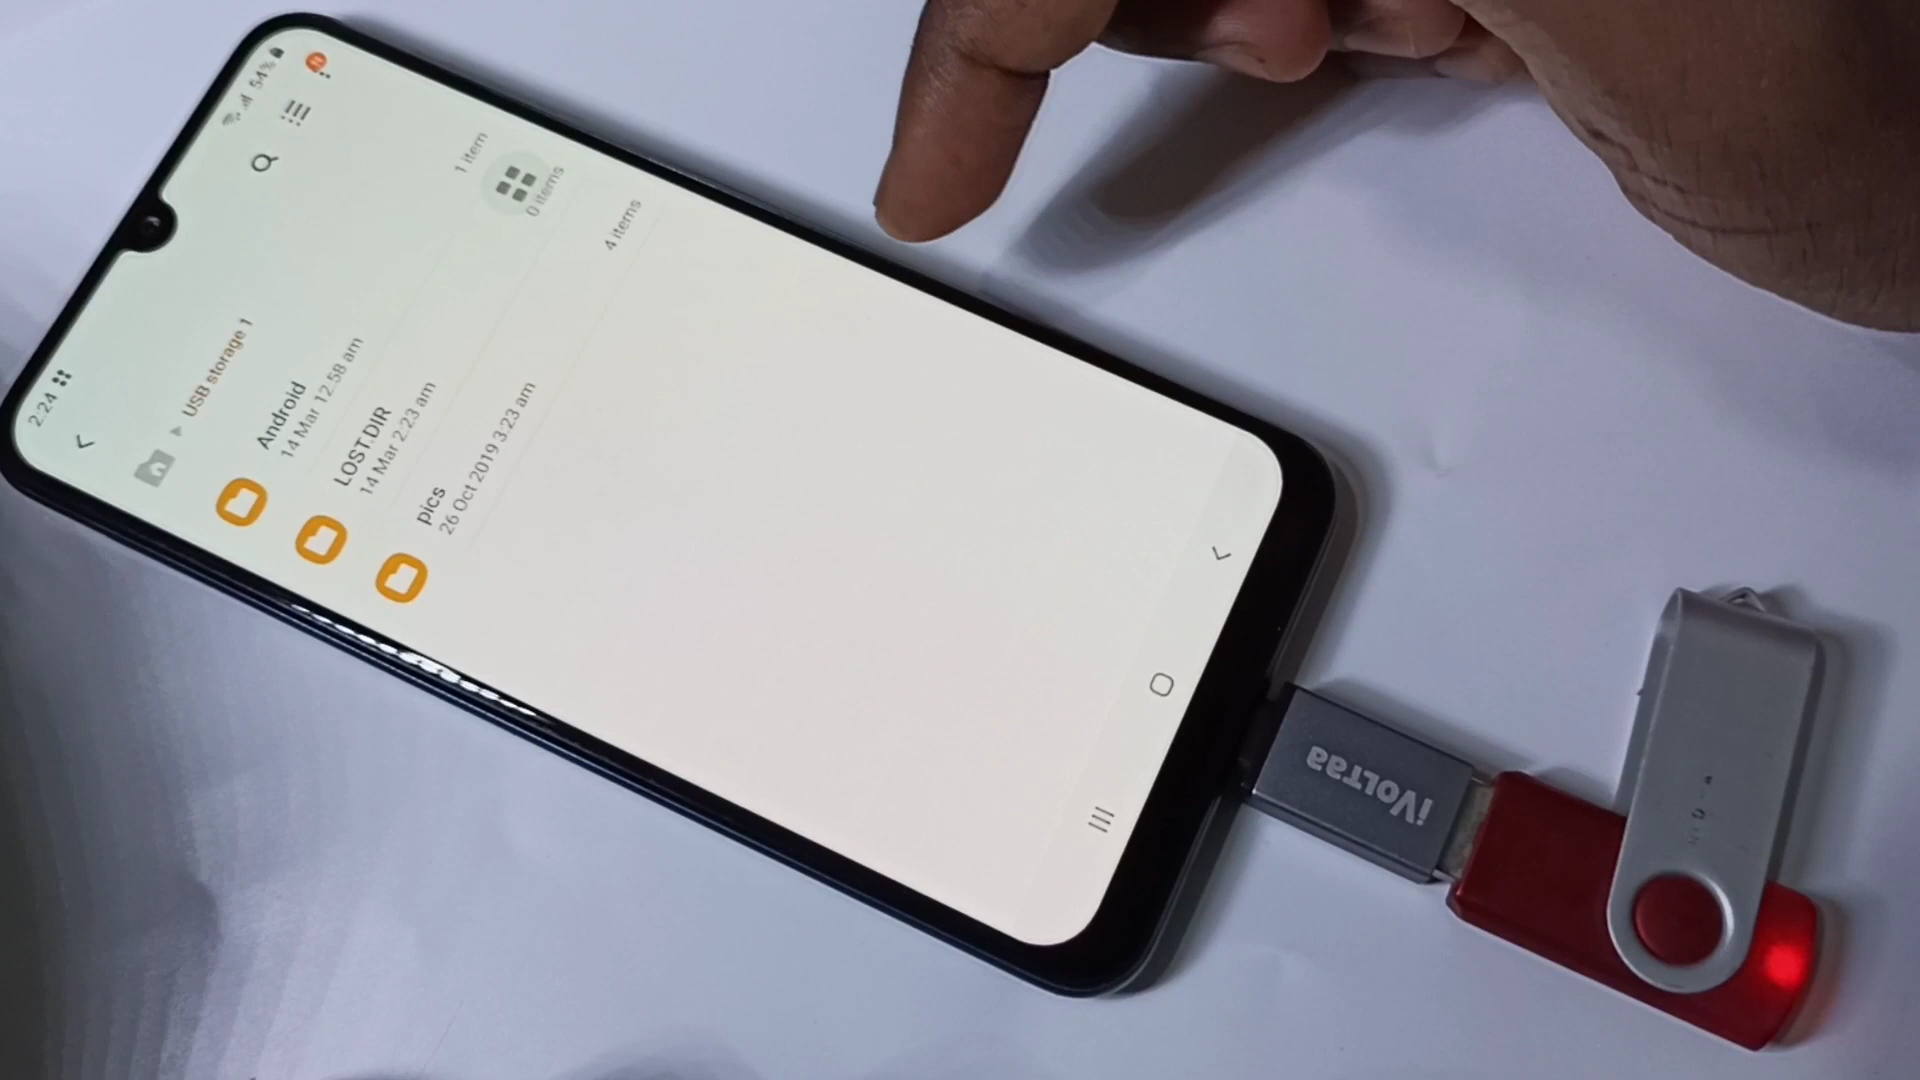 2:24
54%
USB storage 1
Android
14 Mar 12:58 am
1 item
LOST.DIR
14 Mar 2:23 am
0 items
pics
26 Oct 2019 3:23 am
4 items
iVOLTAA